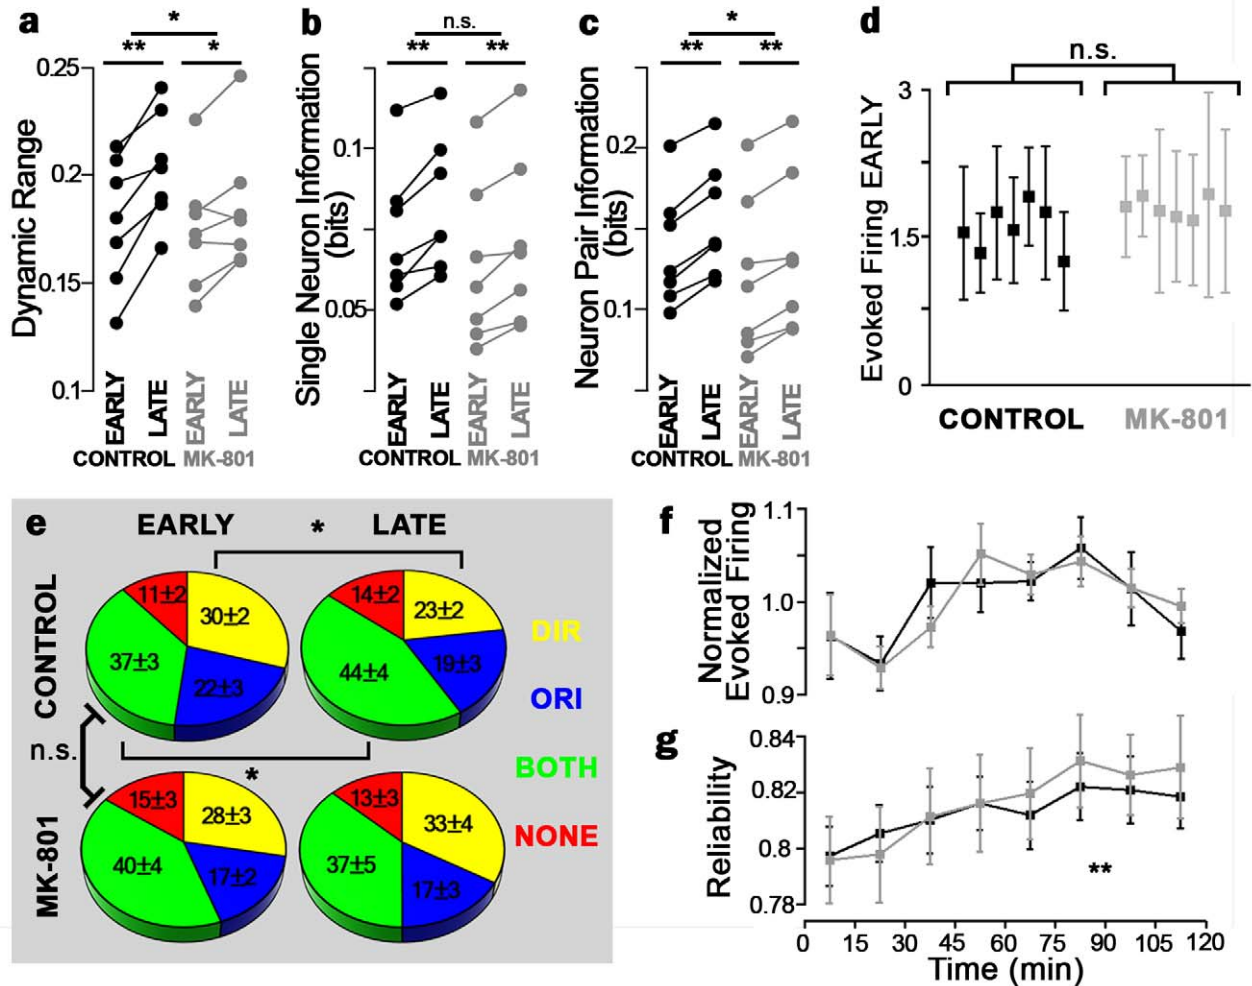 a
*
**
*
0.25
0.2
0.15
0.1
Dynamic Range
EARLY
LATE
EARLY
LATE
CONTROL
MK-801
b
n.s.
**
**
0.1
0.05
Single Neuron Information
(bits)
EARLY
LATE
EARLY
LATE
CONTROL
MK-801
c
*
**
**
0.2
0.1
Neuron Pair Information
(bits)
EARLY
LATE
EARLY
LATE
CONTROL
MK-801
d
n.s.
3
1.5
0
Evoked Firing EARLY
CONTROL
MK-801
e
EARLY
*
LATE
CONTROL
11±2
30±2
37±3
22±3
14±2
23±2
44±4
19±3
DIR
ORI
BOTH
NONE
n.s.
*
MK-801
15±3
28±3
40±4
17±2
13±3
33±4
37±5
17±3
f
1.1
1.0
0.9
Normalized
Evoked Firing
g
0.84
0.82
0.8
0.78
Reliability
**
0 15 30 45 60 75 90 105 120
Time (min)